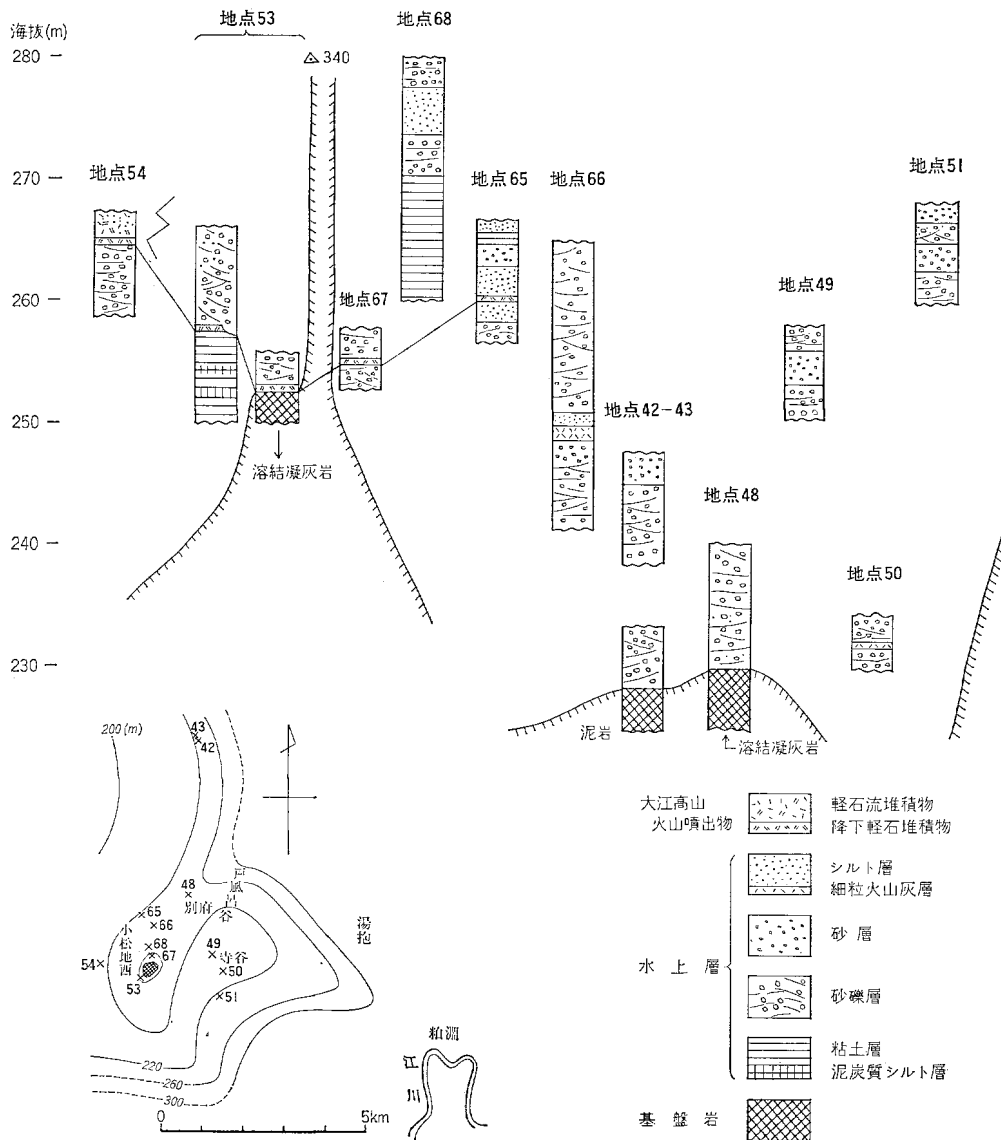 海抜(m)
280
270
260
250
240
230
地点53
△340
地点68
地点54
地点65
地点66
地点51
地点67
地点49
地点42-43
溶結凝灰岩
地点48
地点50
泥岩
溶結凝灰岩
200(m)
43
42
48
別府
65
66
小松地西
68
67
54
53
49
寺谷
50
51
湯抱
220
260
300
0
5km
粕淵
江川
大江高山
火山噴出物
軽石流堆積物
降下軽石堆積物
水上層
シルト層
細粒火山灰層
砂層
砂礫層
粘土層
泥炭質シルト層
基盤岩